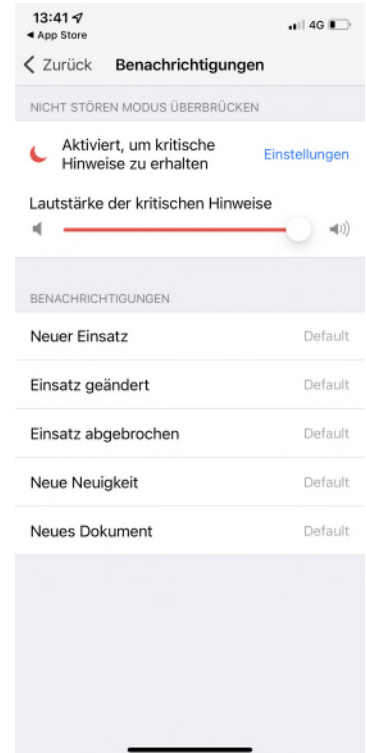 13:41
4G
App Store
Zurück Benachrichtigungen
NICHT STÖREN MODUS ÜBERBRÜCKEN
Aktiviert, um kritische
Hinweise zu erhalten
Einstellungen
Lautstärke der kritischen Hinweise
BENACHRICHTIGUNGEN
Neuer Einsatz Default
Einsatz geändert Default
Einsatz abgebrochen Default
Neue Neuigkeit Default
Neues Dokument Default